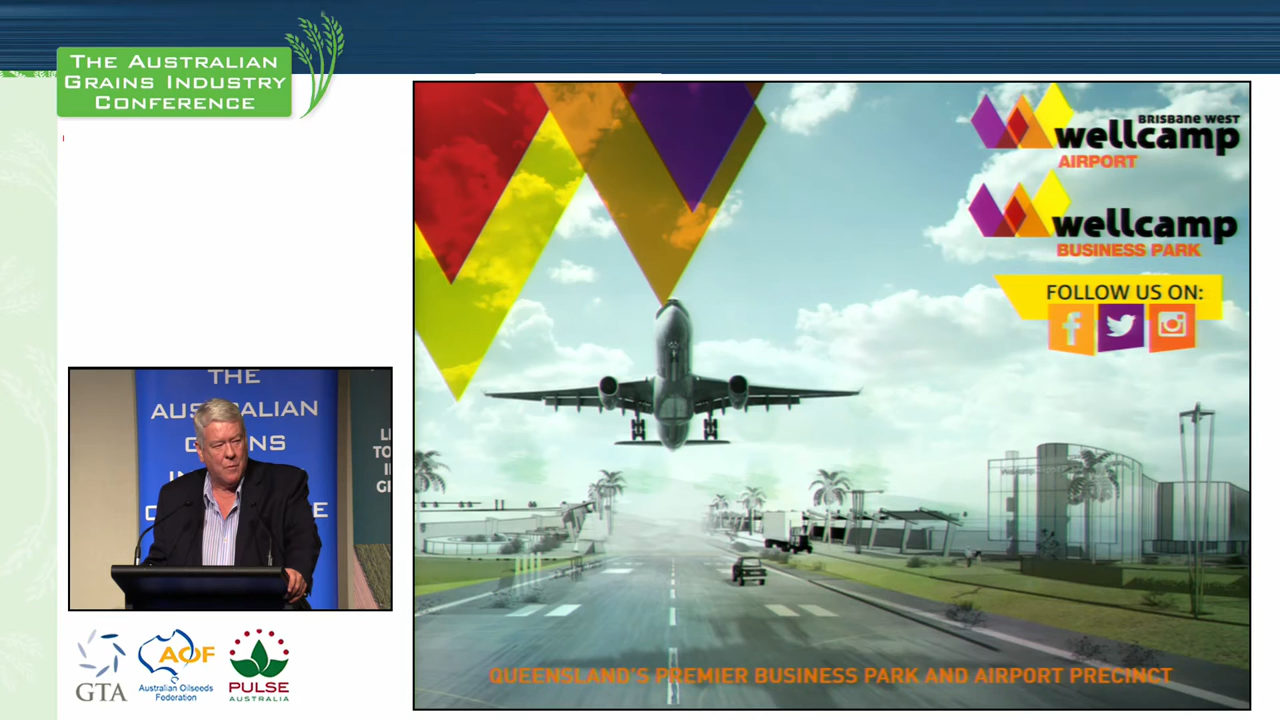 THE AUSTRALIAN
GRAINS INDUSTRY
CONFERENCE
BRISBANE WEST
wellcamp
AIRPORT
wellcamp
BUSINESS PARK
FOLLOW US ON:
QUEENSLAND'S PREMIER BUSINESS PARK AND AIRPORT PRECINCT
THE
AUSTRALIAN
GTA
AOF
Australian Oilseeds
Federation
PULSE
AUSTRALIA